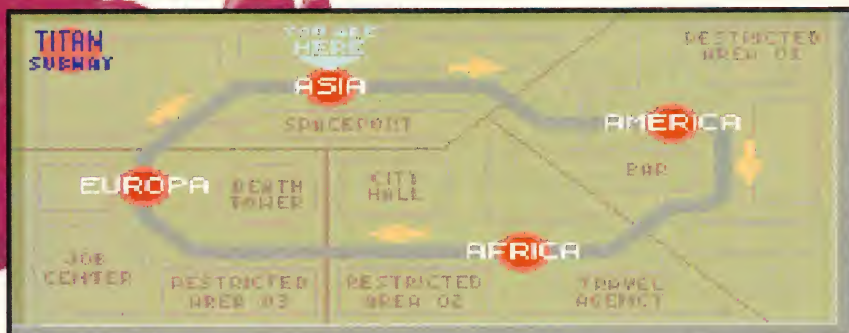 TITAN
SUBWAY
YOU ARE
HERE
RESTRICTED
AREA 01
ASIA
SPACEPOINT
AMERICA
BAR
EUROPA
DEATH
TOWER
CITY
HALL
AFRICA
JOB
CENTER
RESTRICTED
AREA 03
RESTRICTED
AREA 02
TRAVEL
AGENCY